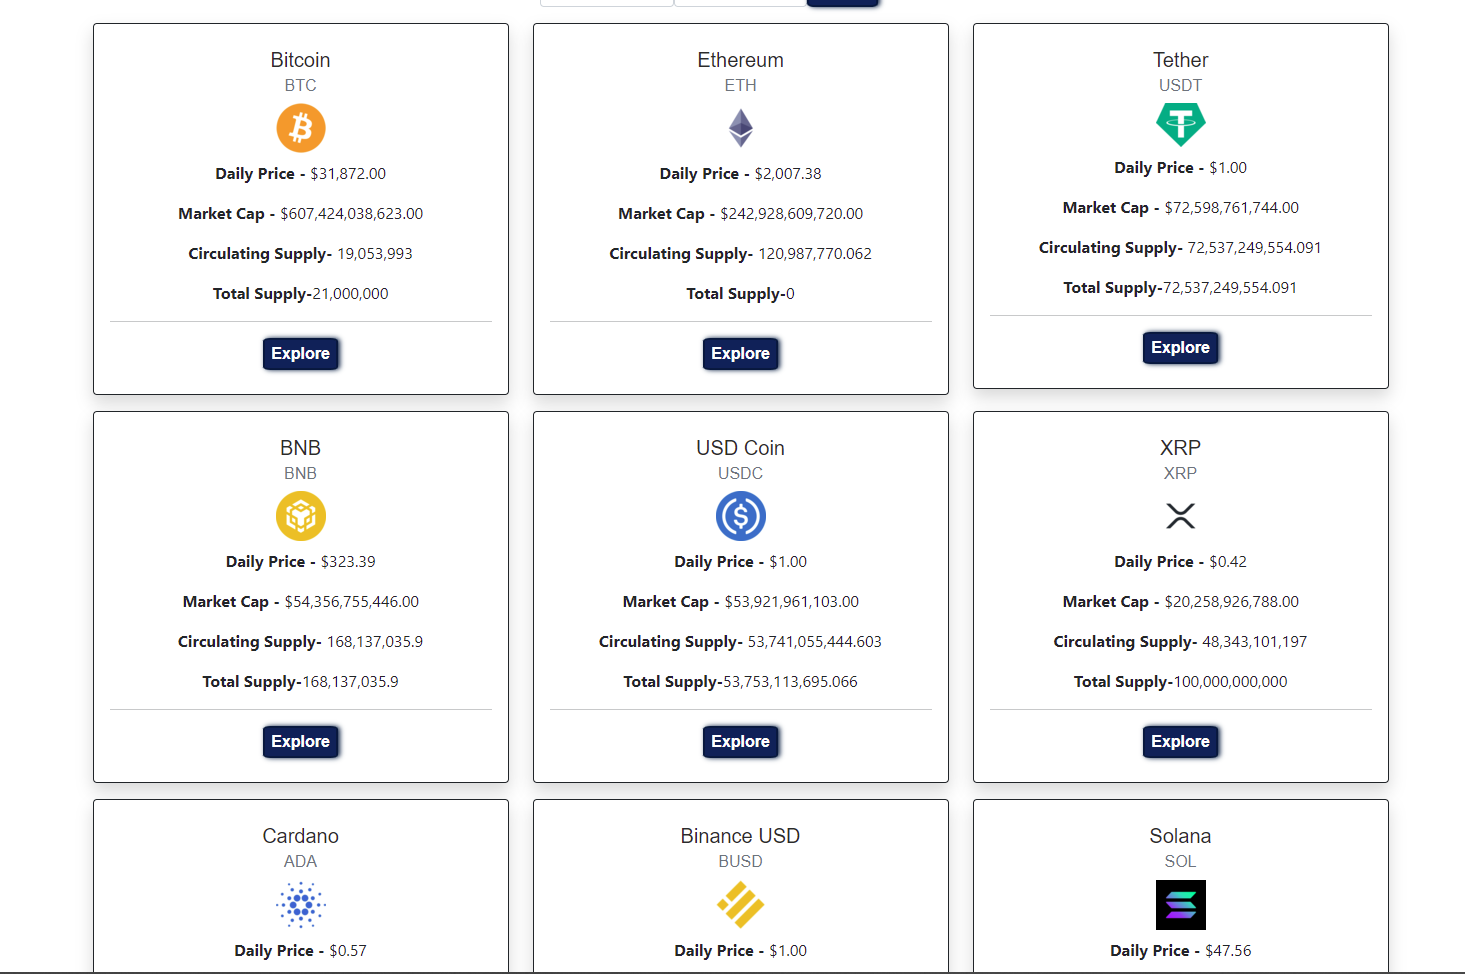 Bitcoin
BTC
Daily Price - $31,872.00
Market Cap - $607,424,038,623.00
Circulating Supply- 19,053,993
Total Supply-21,000,000
Explore
Ethereum
ETH
Daily Price - $2,007.38
Market Cap - $242,928,609,720.00
Circulating Supply- 120,987,770.062
Total Supply-0
Explore
Tether
USDT
Daily Price - $1.00
Market Cap - $72,598,761,744.00
Circulating Supply- 72,537,249,554.091
Total Supply-72,537,249,554.091
Explore
BNB
BNB
Daily Price - $323.39
Market Cap - $54,356,755,446.00
Circulating Supply- 168,137,035.9
Total Supply-168,137,035.9
Explore
USD Coin
USDC
Daily Price - $1.00
Market Cap - $53,921,961,103.00
Circulating Supply- 53,741,055,444.603
Total Supply-53,753,113,695.066
Explore
XRP
XRP
Daily Price - $0.42
Market Cap - $20,258,926,788.00
Circulating Supply- 48,343,101,197
Total Supply-100,000,000,000
Explore
Cardano
ADA
Daily Price - $0.57
Binance USD
BUSD
Daily Price - $1.00
Solana
SOL
Daily Price - $47.56